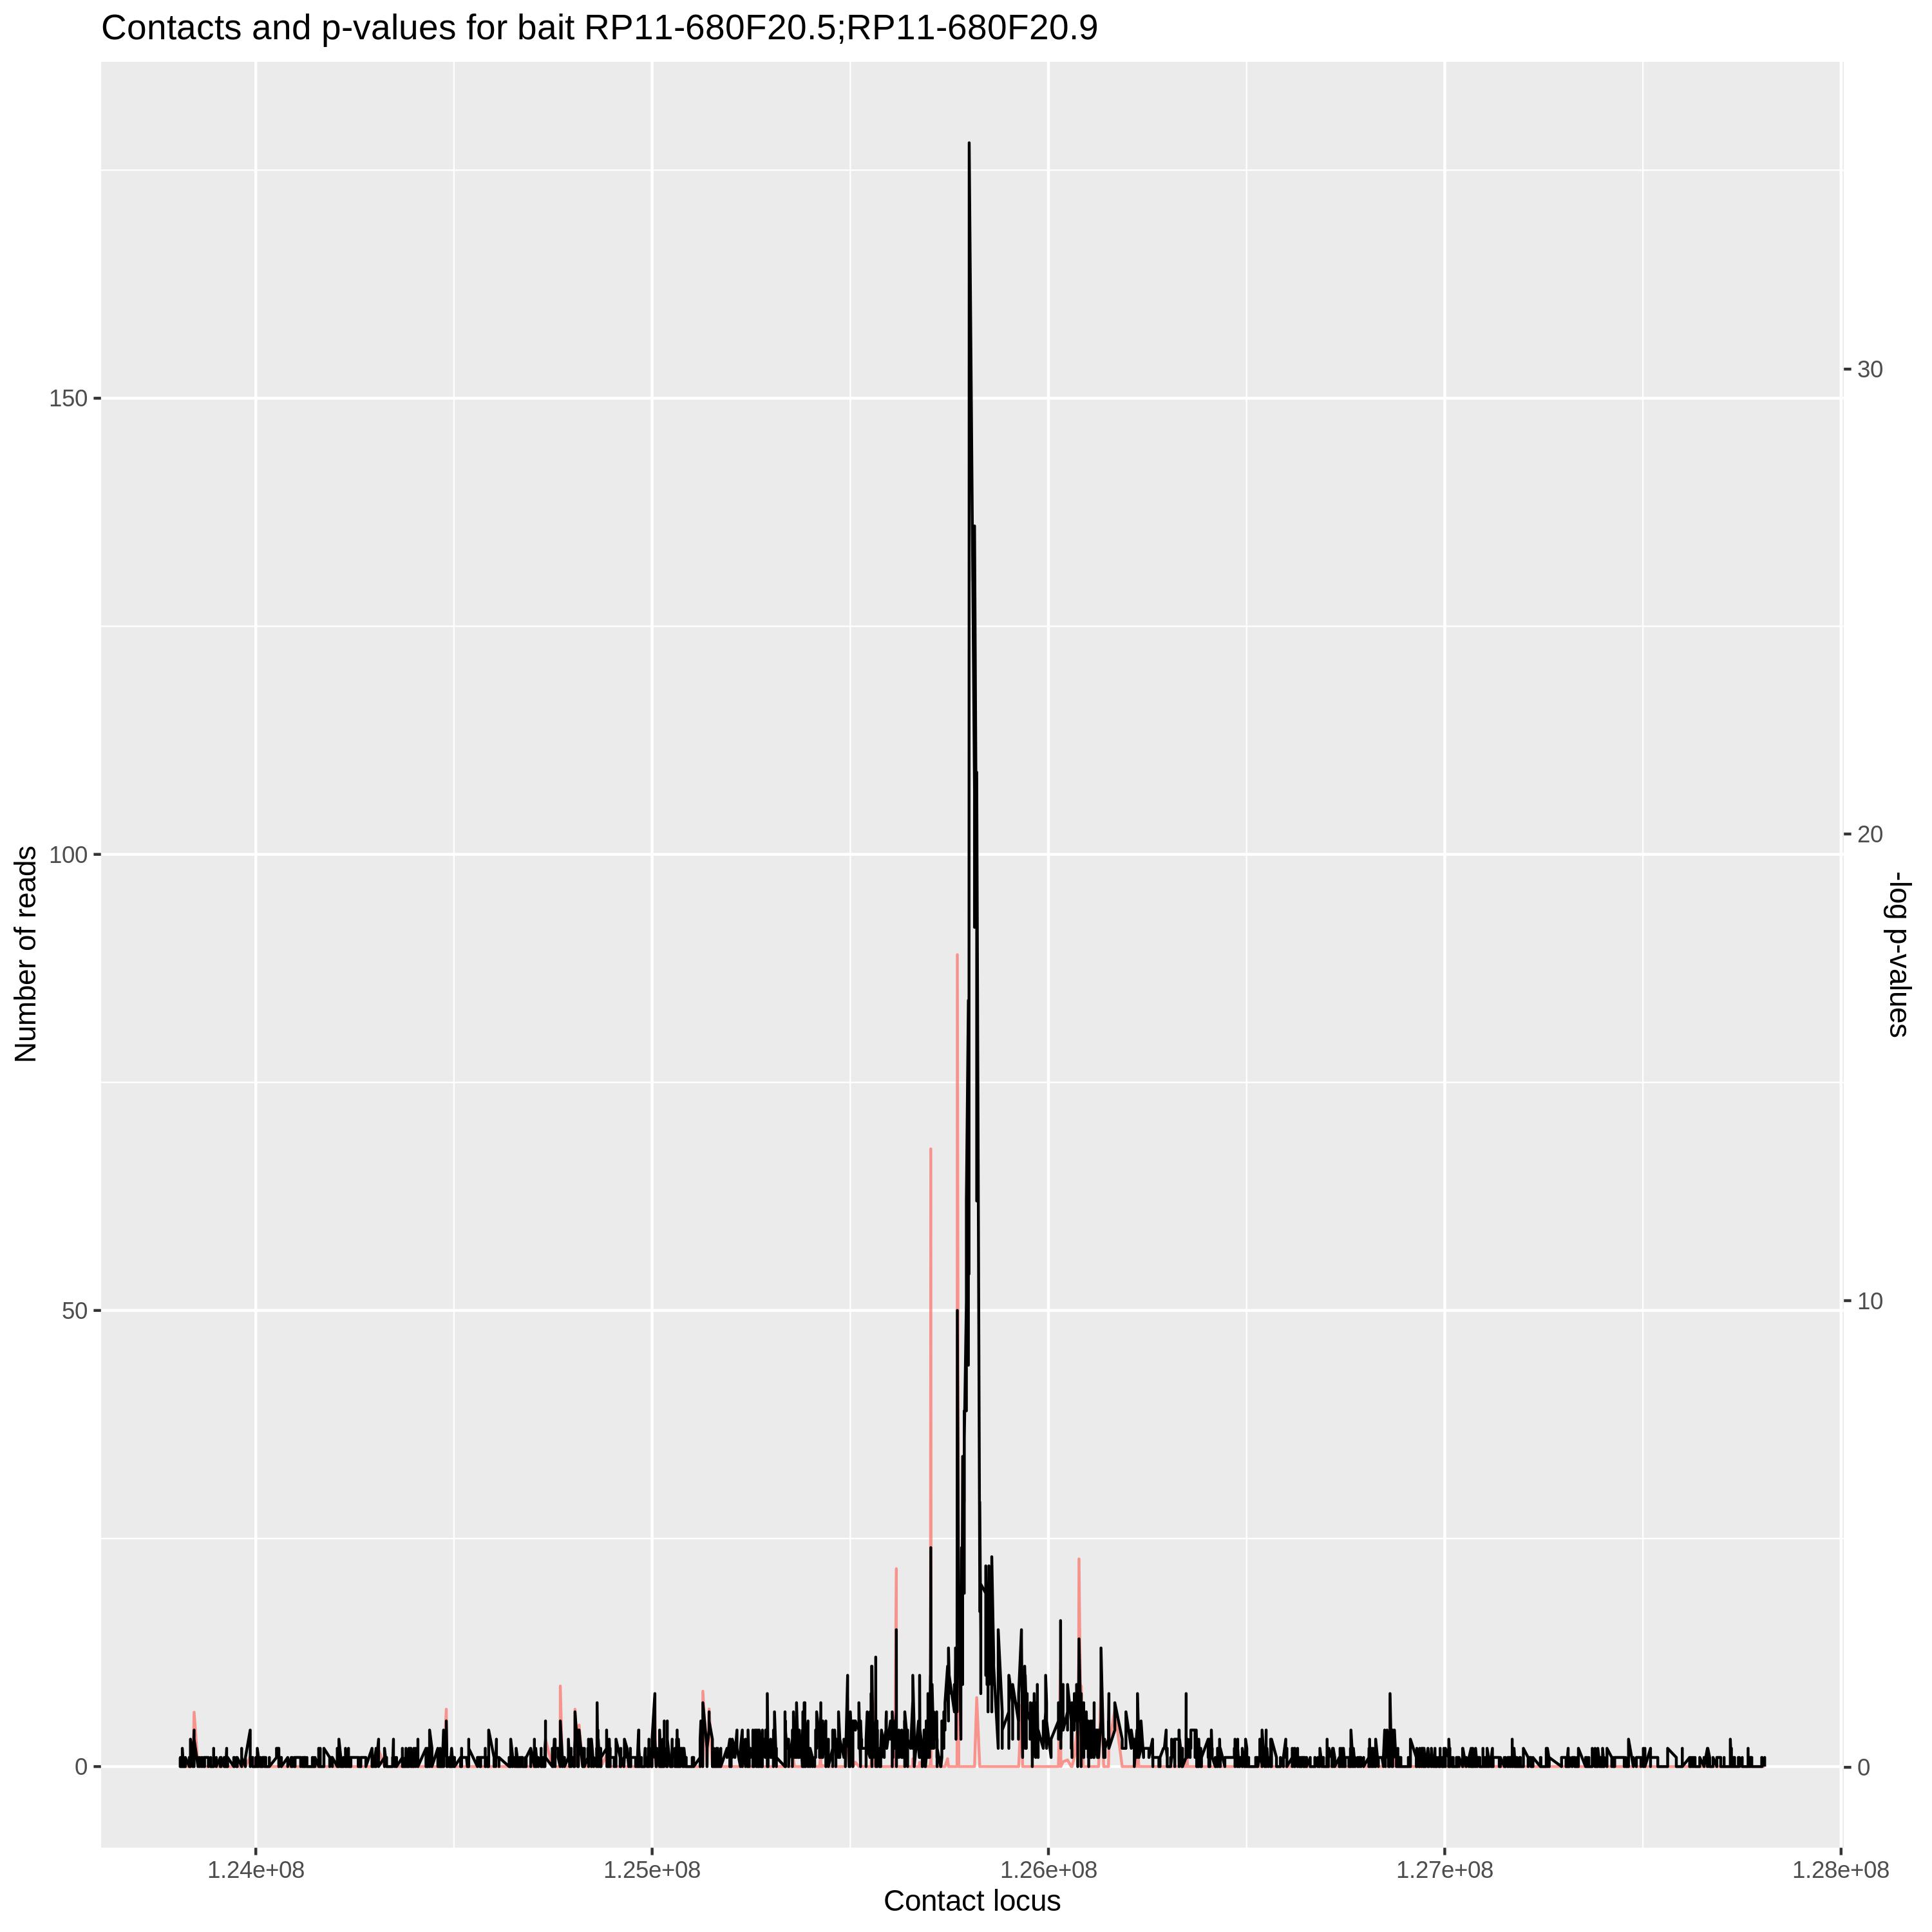 Contacts and p-values for bait RP11-680F20.5;RP11-680F20.9
150
100
50
0
Number of reads
30
20
10
0
-log p-values
1.24e+08 1.25e+08 1.26e+08 1.27e+08 1.28e+08
Contact locus